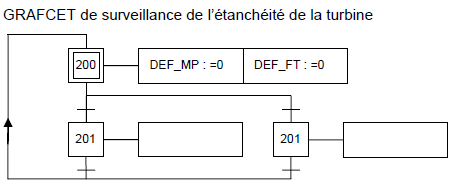 GRAFCET de surveillance de l'étanchéité de la turbine
200 DEF_MP : =0 DEF_FT : =0
201 201